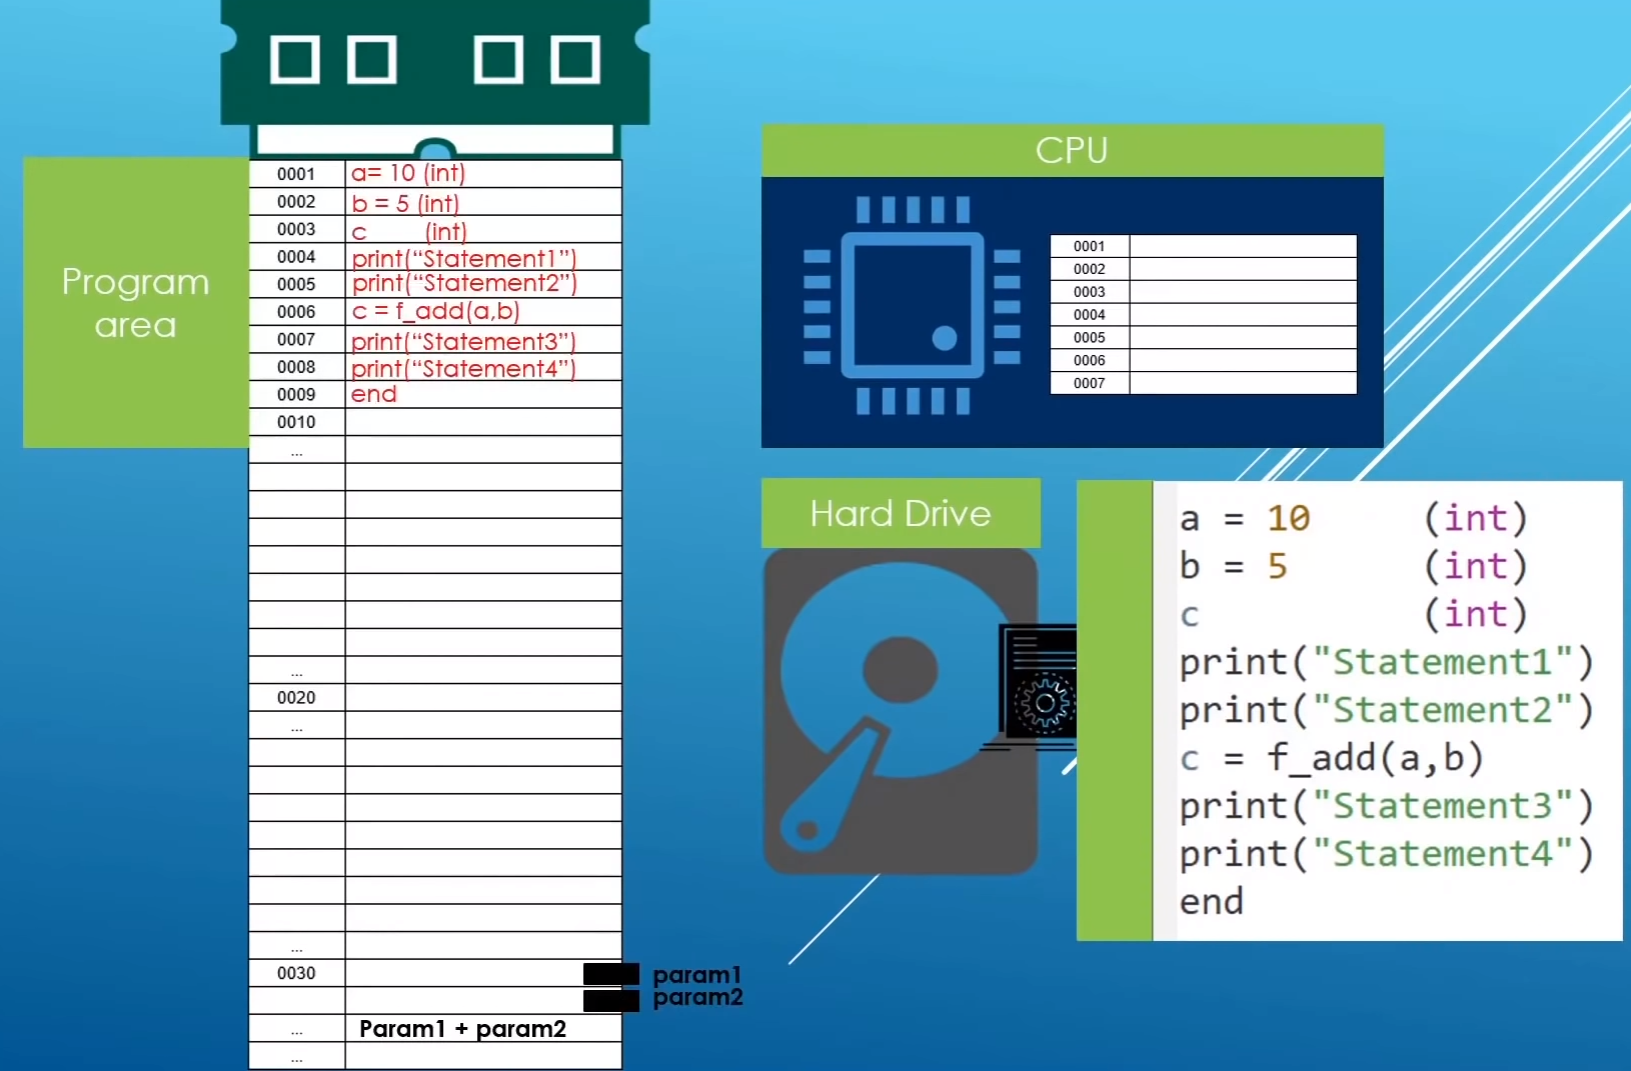 Program
area
0001 a= 10 (int)
0002 b = 5 (int)
0003 c (int)
0004 print(“Statement1”)
0005 print(“Statement2”)
0006 c = f_add(a,b)
0007 print(“Statement3”)
0008 print(“Statement4”)
0009 end
0010
...
...
0020
...
...
0030 param1
param2
... Param1 + param2
...
CPU
0001
0002
0003
0004
0005
0006
0007
Hard Drive
a = 10 (int)
b = 5 (int)
c (int)
print("Statement1")
print("Statement2")
c = f_add(a,b)
print("Statement3")
print("Statement4")
end